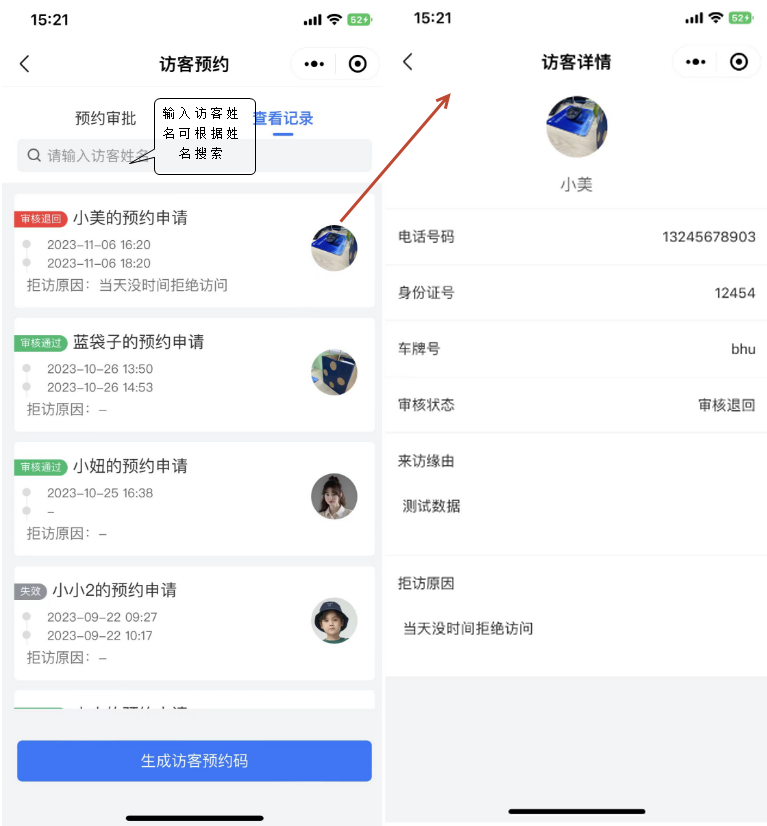 15:21
52
访客预约
预约审批
查看记录
输入访客姓
名可根据姓
名搜索
请输入访客姓名
审核退回 小美的预约申请
2023-11-06 16:20
2023-11-06 18:20
拒访原因：当天没时间拒绝访问
审核通过 蓝袋子的预约申请
2023-10-26 13:50
2023-10-26 14:53
拒访原因：-
审核通过 小妞的预约申请
2023-10-25 16:38
-
拒访原因：-
失效 小小2的预约申请
2023-09-22 09:27
2023-09-22 10:17
拒访原因：-
生成访客预约码
15:21
52
访客详情
小美
电话号码 13245678903
身份证号 12454
车牌号 bhu
审核状态 审核退回
来访缘由
测试数据
拒访原因
当天没时间拒绝访问